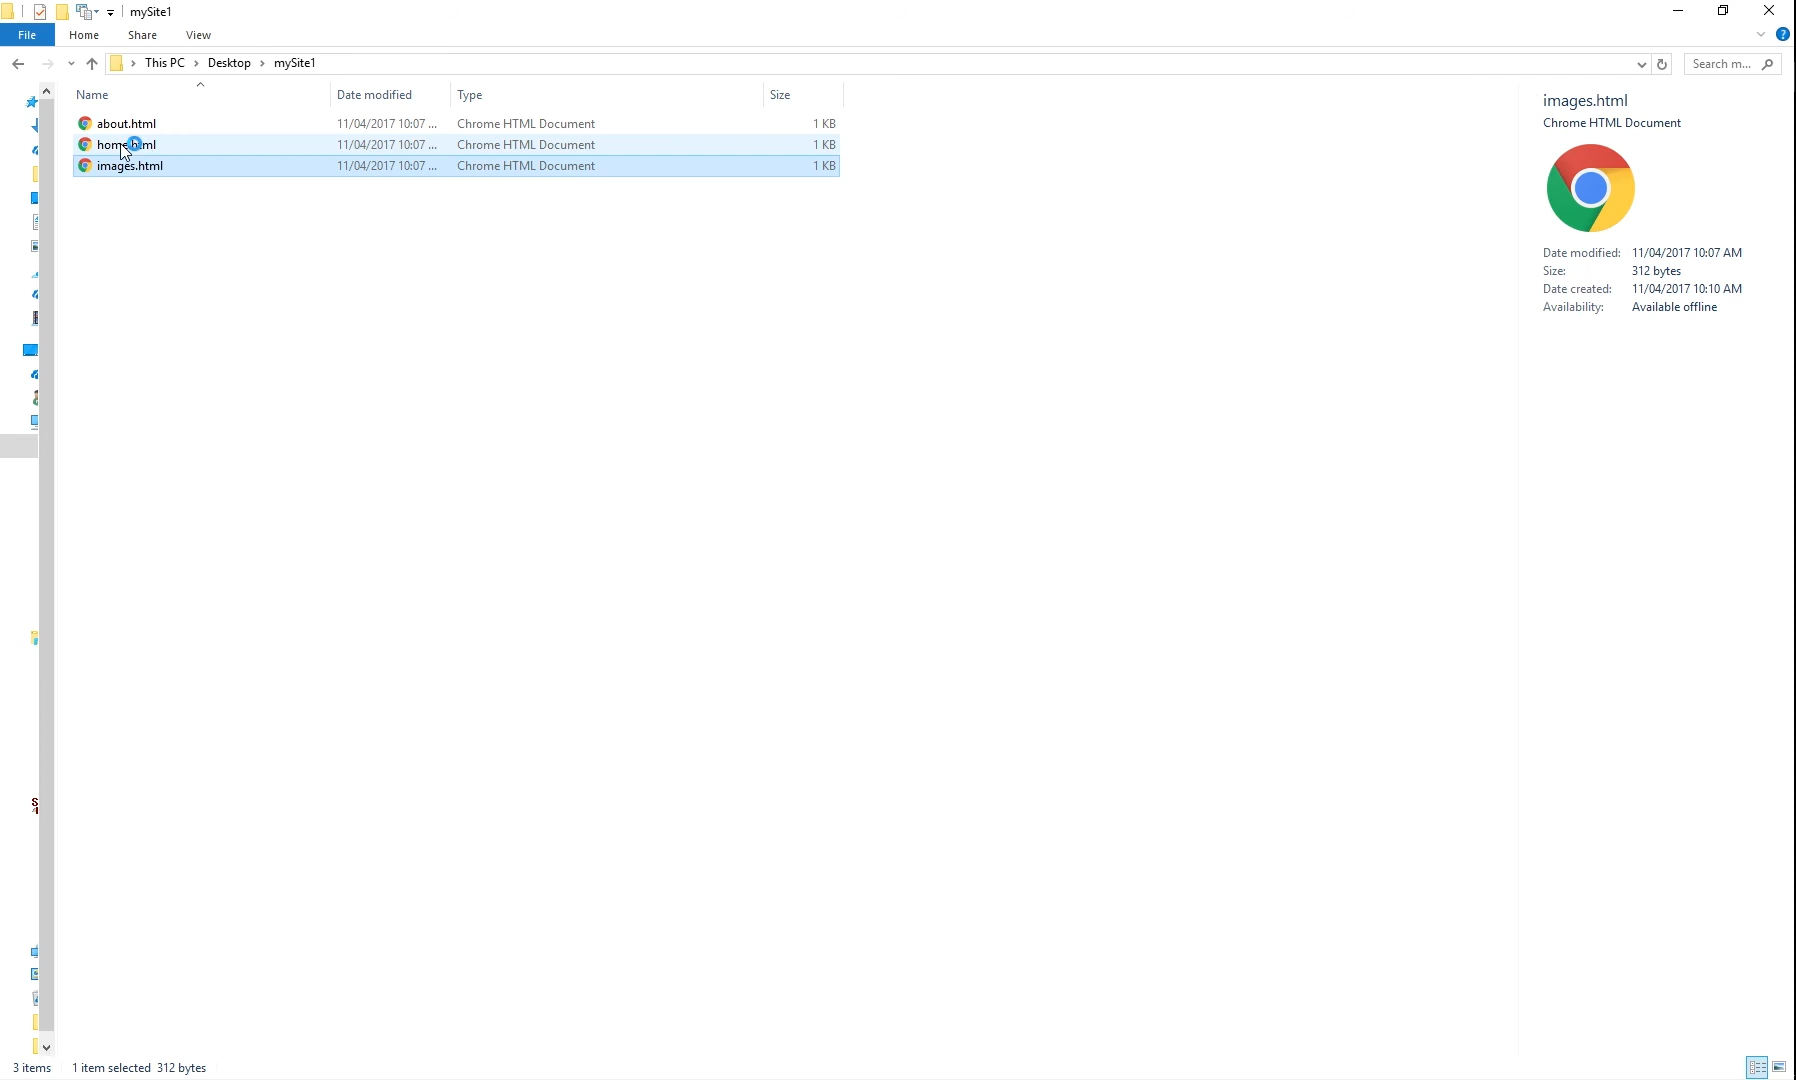 mySite1
File Home Share View
This PC Desktop mySite1 Search m...
Name Date modified Type Size
about.html 11/04/2017 10:07 ... Chrome HTML Document 1 KB
11/04/2017 10:07 ... Chrome HTML Document 1 KB
images.html 11/04/2017 10:07 ... Chrome HTML Document 1 KB
images.html
Chrome HTML Document
Date modified: 11/04/2017 10:07 AM
Size: 312 bytes
Date created: 11/04/2017 10:10 AM
Availability: Available offline
3 items 1 item selected 312 bytes